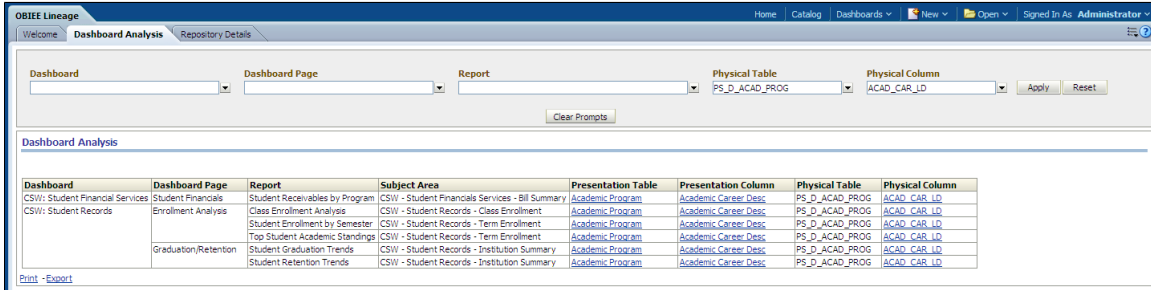 OBIEE Lineage Home Catalog Dashboards New Open Signed In As Administrator
Welcome Dashboard Analysis Repository Details
Dashboard Dashboard Page Report Physical Table Physical Column
PS_D_ACAD_PROG ACAD_CAR_LD Apply Reset
Clear Prompts
Dashboard Analysis
Dashboard Dashboard Page Report Subject Area Presentation Table Presentation Column Physical Table Physical Column
CSW: Student Financial Services Student Financials Student Receivables by Program CSW - Student Financials Services - Bill Summary Academic Program Academic Career Desc PS_D_ACAD_PROG ACAD_CAR_LD
CSW: Student Records Enrollment Analysis Class Enrollment Analysis CSW - Student Records - Class Enrollment Academic Program Academic Career Desc PS_D_ACAD_PROG ACAD_CAR_LD
Student Enrollment by Semester CSW - Student Records - Term Enrollment Academic Program Academic Career Desc PS_D_ACAD_PROG ACAD_CAR_LD
Top Student Academic Standings CSW - Student Records - Term Enrollment Academic Program Academic Career Desc PS_D_ACAD_PROG ACAD_CAR_LD
Graduation/Retention Student Graduation Trends CSW - Student Records - Institution Summary Academic Program Academic Career Desc PS_D_ACAD_PROG ACAD_CAR_LD
Student Retention Trends CSW - Student Records - Institution Summary Academic Program Academic Career Desc PS_D_ACAD_PROG ACAD_CAR_LD
Print - Export